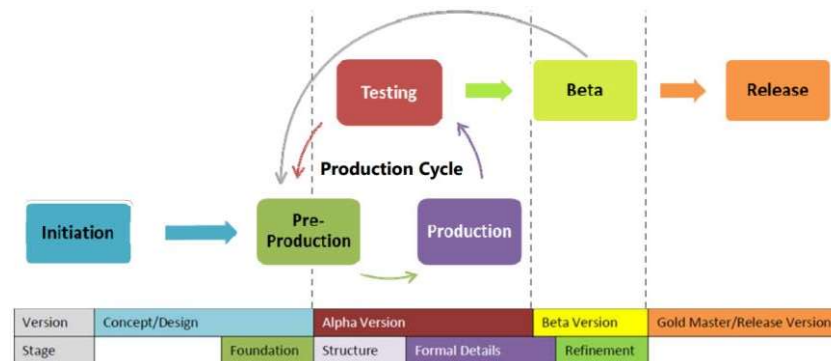 Testing
Beta
Release
Production Cycle
Initiation
Pre-
Production
Production
Version Concept/Design Alpha Version Beta Version Gold Master/Release Version
Stage Foundation Structure Formal Details Refinement